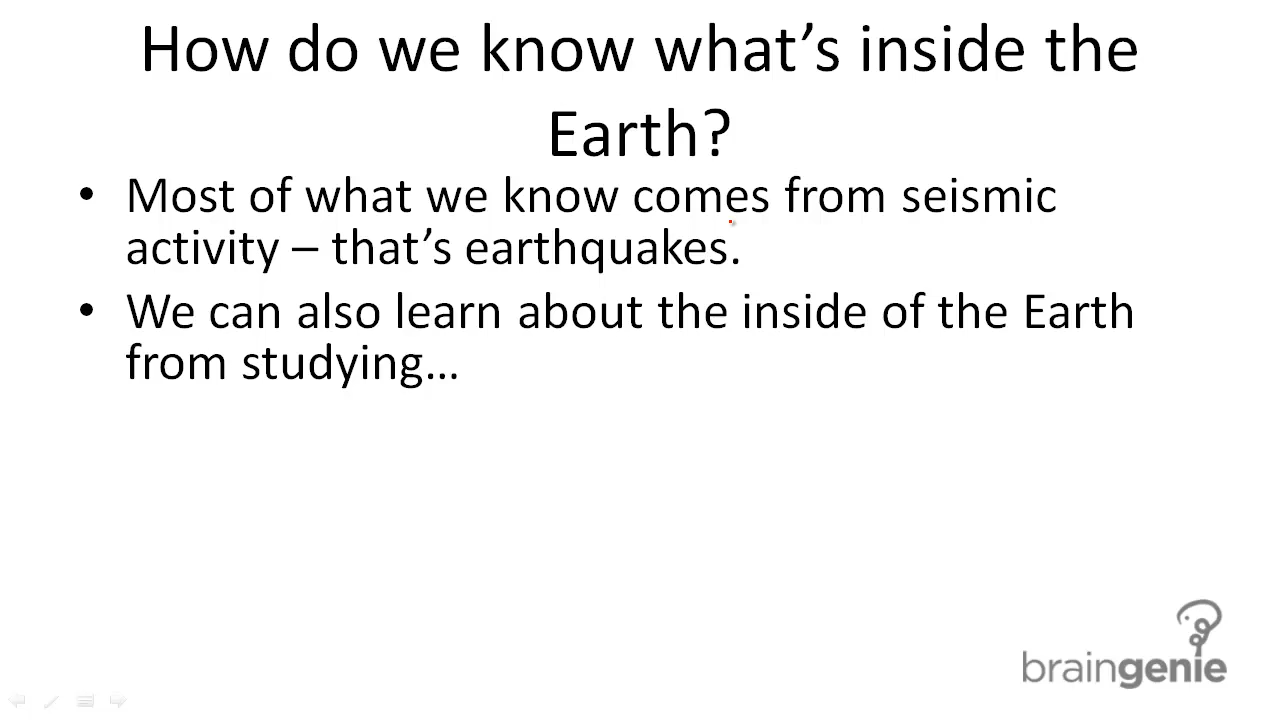 How do we know what’s inside the
Earth?
• Most of what we know comes from seismic
activity – that’s earthquakes.
• We can also learn about the inside of the Earth
from studying…
braingenie